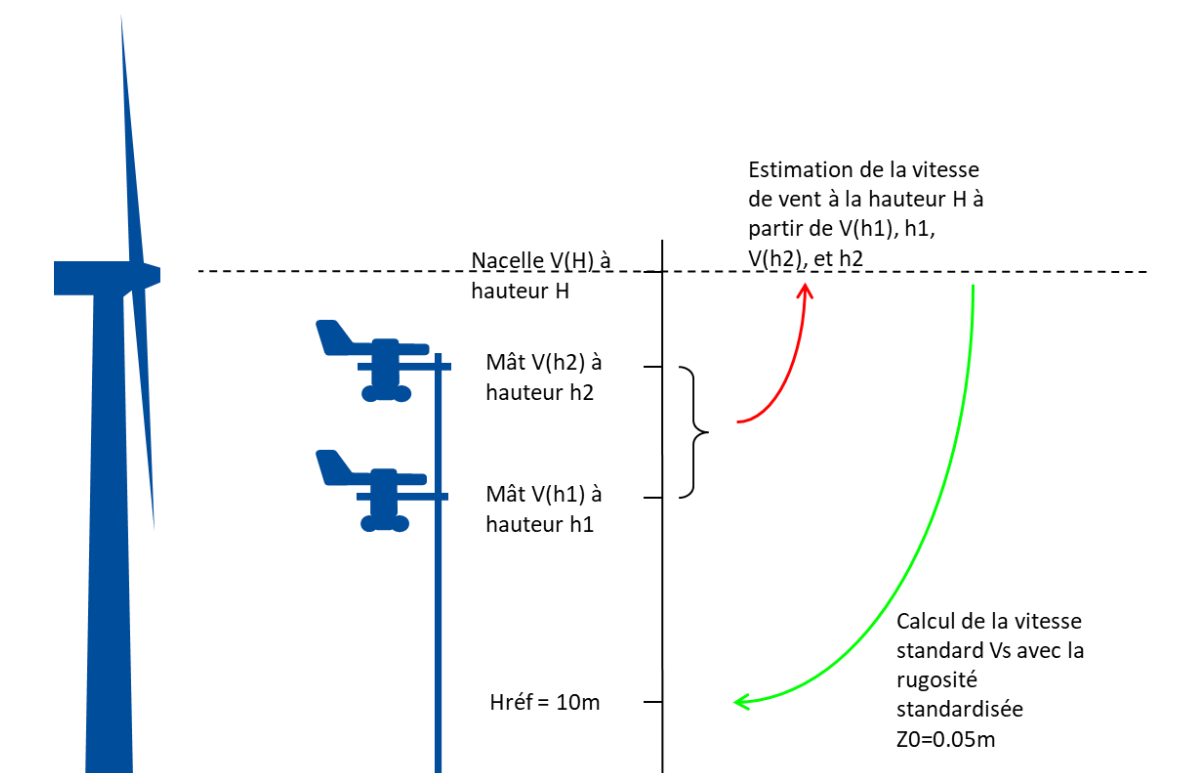 Estimation de la vitesse
de vent à la hauteur H à
partir de V(h1), h1,
V(h2), et h2
Nacelle V(H) à
hauteur H
Mât V(h2) à
hauteur h2
Mât V(h1) à
hauteur h1
Calcul de la vitesse
standard Vs avec la
rugosité
standardisée
Z0=0.05m
Hréf = 10m